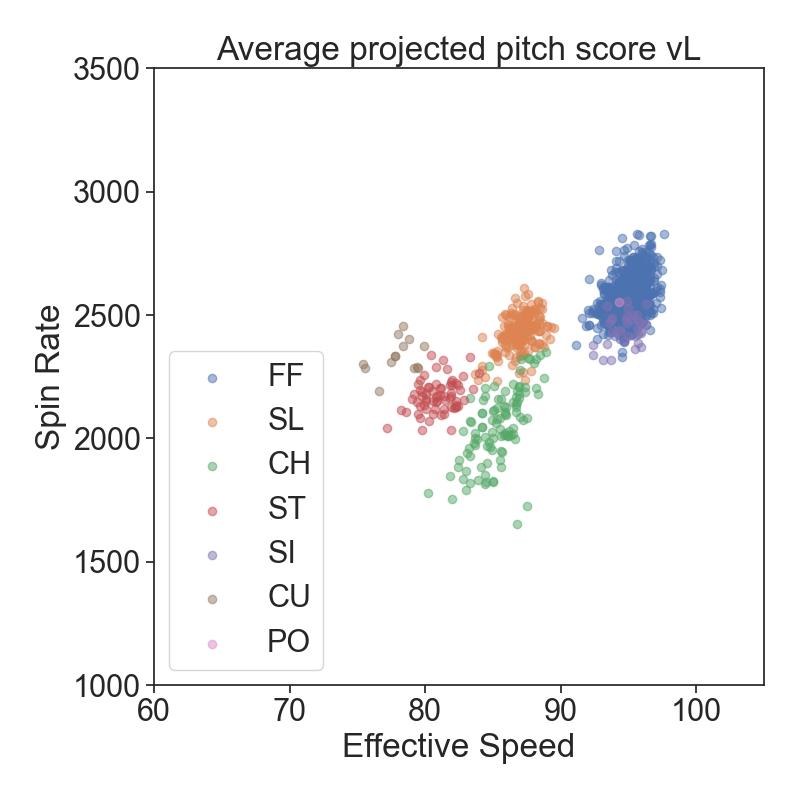 Average projected pitch score vL
3500
3000
2500
2000
1500
1000
Spin Rate
FF
SL
CH
ST
SI
CU
PO
60 70 80 90 100
Effective Speed